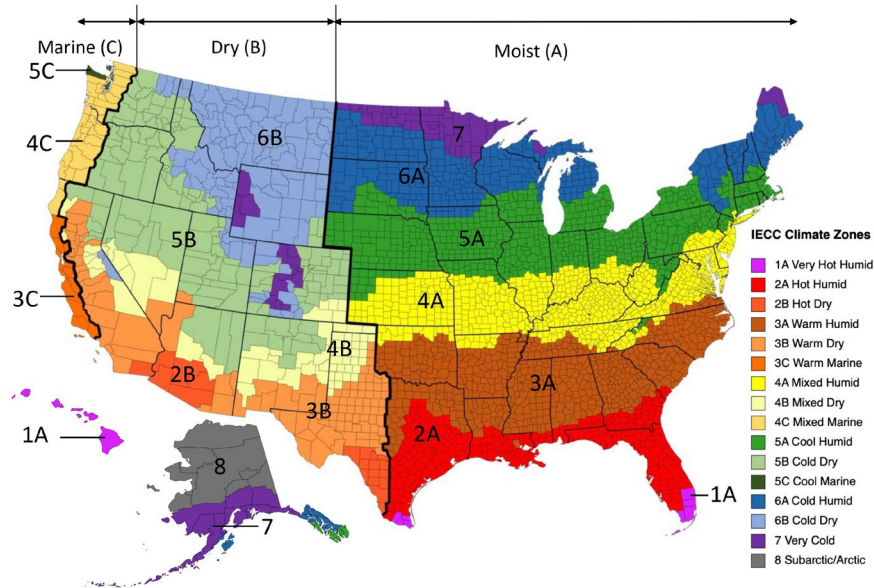 Marine (C)
Dry (B)
Moist (A)
5C
4C
6B
7
6A
5B
5A
3C
4A
4B
2B
3B
3A
2A
1A
8
7
1A
IECC Climate Zones
1A Very Hot Humid
2A Hot Humid
2B Hot Dry
3A Warm Humid
3B Warm Dry
3C Warm Marine
4A Mixed Humid
4B Mixed Dry
4C Mixed Marine
5A Cool Humid
5B Cold Dry
5C Cool Marine
6A Cold Humid
6B Cold Dry
7 Very Cold
8 Subarctic/Arctic